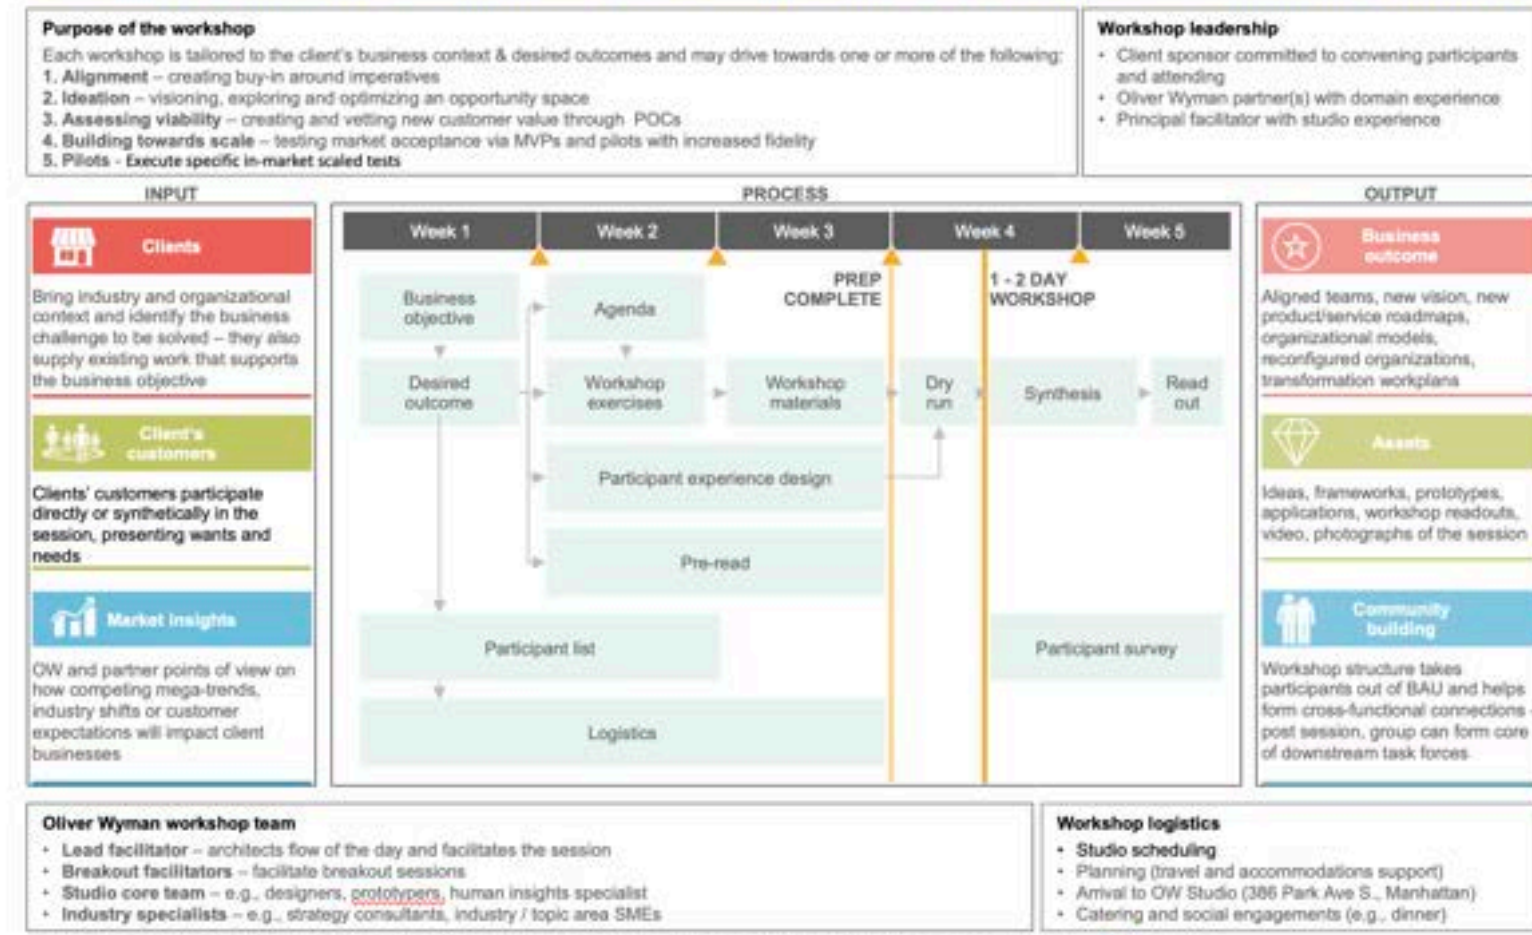 Purpose of the workshop
Each workshop is tailored to the client's business context & desired outcomes and may drive towards one or more of the following:
1. Alignment – creating buy-in around imperatives
2. Ideation – visioning, exploring and optimizing an opportunity space
3. Assessing viability – creating and vetting new customer value through POCs
4. Building towards scale – testing market acceptance via MVPs and pilots with increased fidelity
5. Pilots - Execute specific in-market scaled tests
Workshop leadership
• Client sponsor committed to convening participants
and attending
• Oliver Wyman partner(s) with domain experience
• Principal facilitator with studio experience
INPUT
Clients
Bring industry and organizational
context and identify the business
challenge to be solved – they also
supply existing work that supports
the business objective
Client's
customers
Clients' customers participate
directly or synthetically in the
session, presenting wants and
needs
Market Insights
OW and partner points of view on
how competing mega-trends,
industry shifts or customer
expectations will impact client
businesses
PROCESS
Week 1
Week 2
Week 3
Week 4
Week 5
PREP
COMPLETE
1 - 2 DAY
WORKSHOP
Business
objective
Agenda
Desired
outcome
Workshop
exercises
Workshop
materials
Dry
run
Synthesis
Read
out
Participant experience design
Pre-read
Participant list
Participant survey
Logistics
OUTPUT
Business
outcome
Aligned teams, new vision, new
product/service roadmaps,
organizational models,
reconfigured organizations,
transformation workplans
Assets
Ideas, frameworks, prototypes,
applications, workshop readouts,
video, photographs of the session
Community
building
Workshop structure takes
participants out of BAU and helps
form cross-functional connections -
post session, group can form core
of downstream task forces
Oliver Wyman workshop team
• Lead facilitator – architects flow of the day and facilitates the session
• Breakout facilitators – facilitate breakout sessions
• Studio core team – e.g., designers, prototypers, human insights specialist
• Industry specialists – e.g., strategy consultants, industry / topic area SMEs
Workshop logistics
• Studio scheduling
• Planning (travel and accommodations support)
• Arrival to OW Studio (386 Park Ave S., Manhattan)
• Catering and social engagements (e.g., dinner)